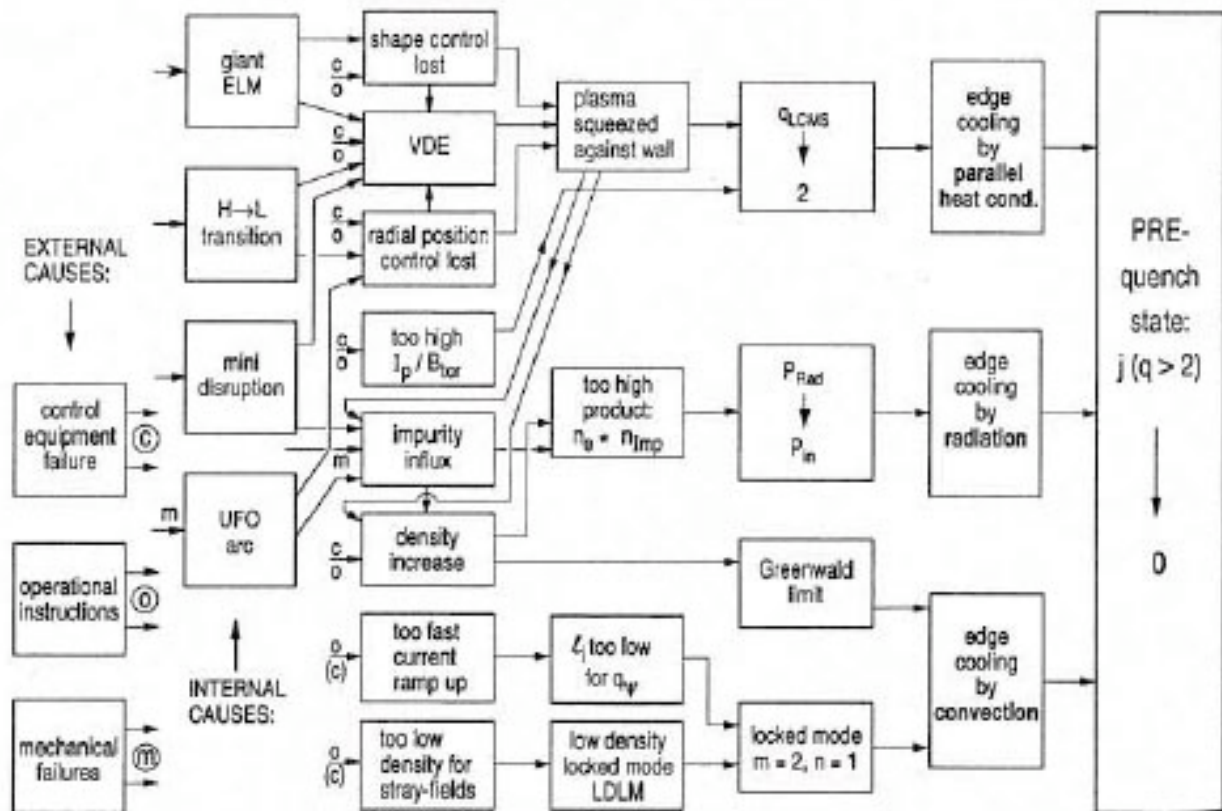 EXTERNAL
CAUSES:
control
equipment
failure
c
operational
instructions
o
mechanical
failures
m
giant
ELM
H→L
transition
mini
disruption
m
UFO
arc
INTERNAL
CAUSES:
c
o
shape control
lost
c
o
VDE
c
o
radial position
control lost
c
o
too high
I_p / B_tor
m
impurity
influx
c
o
density
increase
o
(c)
too fast
current
ramp up
o
(c)
too low
density for
stray-fields
plasma
squeezed
against wall
too high
product:
n_e * n_Imp
ℓ_i too low
for q_ψ
low density
locked mode
LDLM
q_LCMS
2
P_Rad
P_in
Greenwald
limit
locked mode
m = 2, n = 1
edge
cooling
by
parallel
heat cond.
edge
cooling
by
radiation
edge
cooling
by
convection
PRE-
quench
state:
j (q > 2)
0